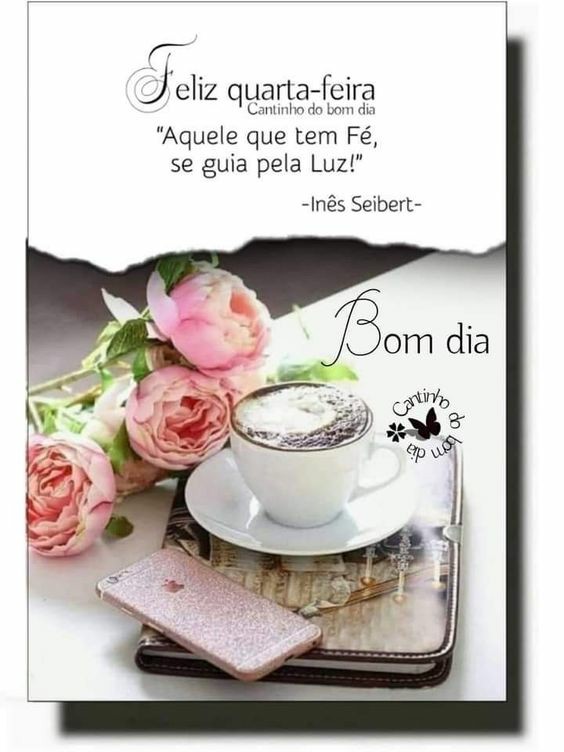 Feliz quarta-feira
Cantinho do bom dia
"Aquele que tem Fé,
se guia pela Luz!"
-Inês Seibert-
Bom dia
Cantinho do bom dia